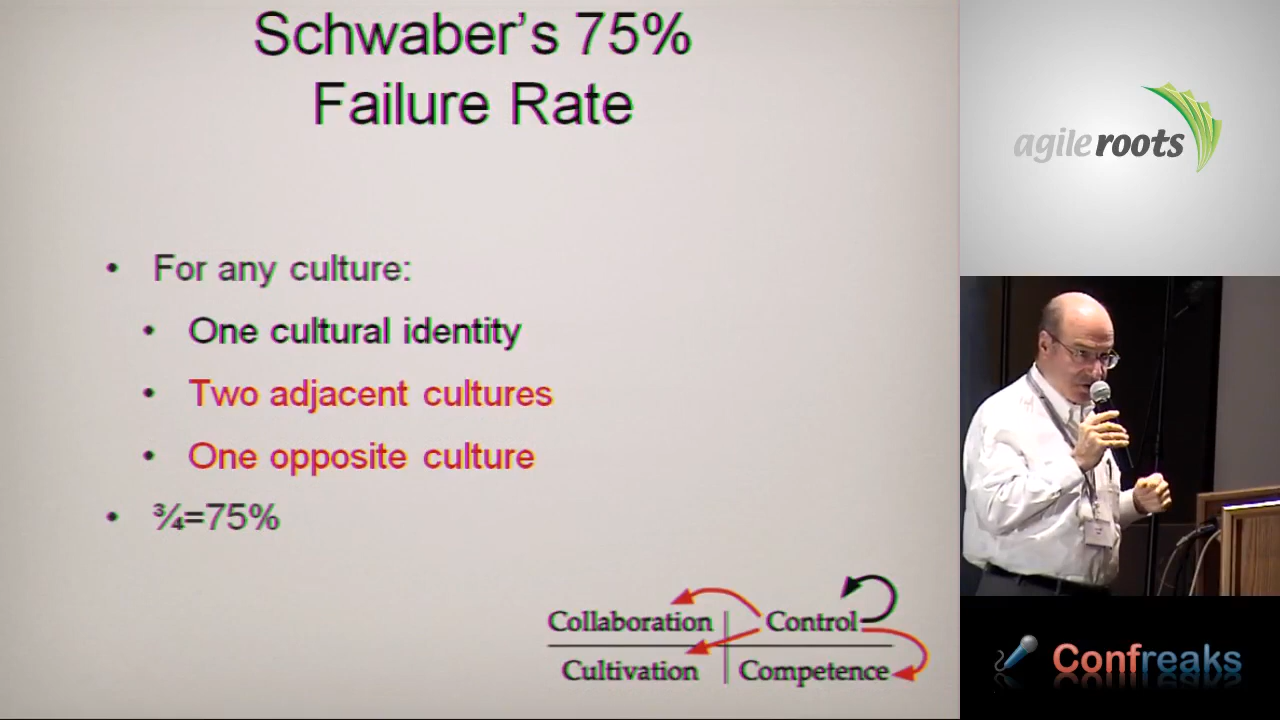 Schwaber's 75%
Failure Rate
• For any culture:
• One cultural identity
• Two adjacent cultures
• One opposite culture
• ¾=75%
Collaboration Control
Cultivation Competence
agile roots
Confreaks